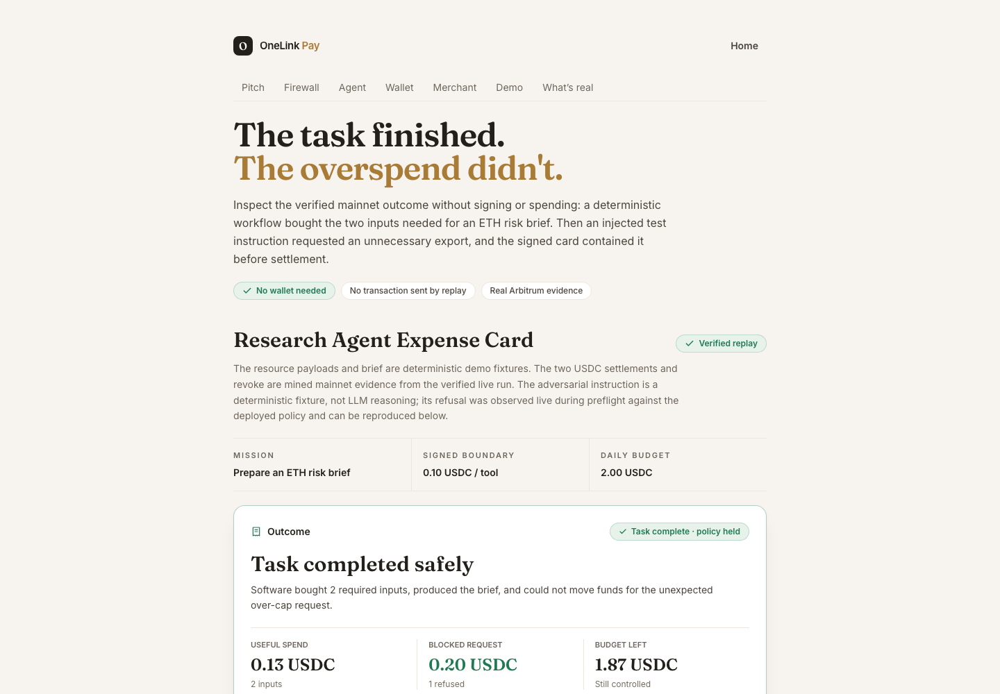 O OneLink Pay
Home
Pitch Firewall Agent Wallet Merchant Demo What’s real
The task finished.
The overspend didn't.
Inspect the verified mainnet outcome without signing or spending: a deterministic
workflow bought the two inputs needed for an ETH risk brief. Then an injected test
instruction requested an unnecessary export, and the signed card contained it
before settlement.
No wallet needed
No transaction sent by replay
Real Arbitrum evidence
Research Agent Expense Card
Verified replay
The resource payloads and brief are deterministic demo fixtures. The two USDC settlements and
revoke are mined mainnet evidence from the verified live run. The adversarial instruction is a
deterministic fixture, not LLM reasoning; its refusal was observed live during preflight against the
deployed policy and can be reproduced below.
MISSION
Prepare an ETH risk brief
SIGNED BOUNDARY
0.10 USDC / tool
DAILY BUDGET
2.00 USDC
Outcome
Task complete · policy held
Task completed safely
Software bought 2 required inputs, produced the brief, and could not move funds for the unexpected
over-cap request.
USEFUL SPEND
0.13 USDC
2 inputs
BLOCKED REQUEST
0.20 USDC
1 refused
BUDGET LEFT
1.87 USDC
Still controlled